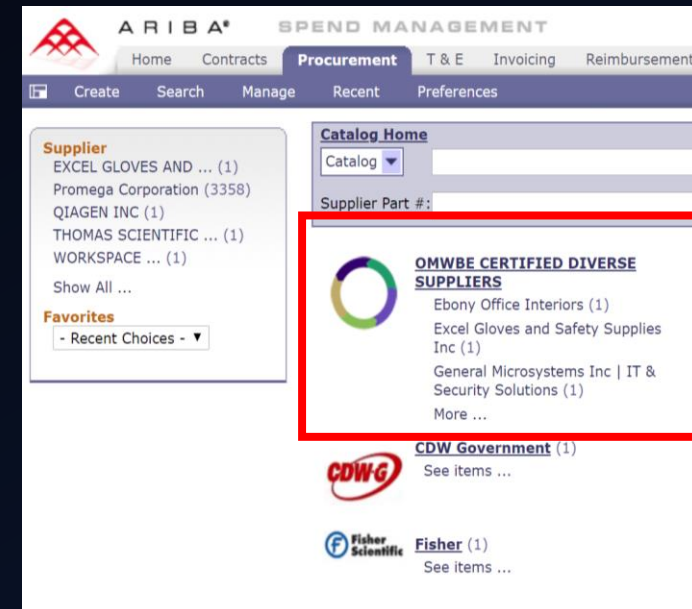 ARIBA® SPEND MANAGEMENT
Home Contracts Procurement T & E Invoicing Reimbursement
Create Search Manage Recent Preferences
Supplier
EXCEL GLOVES AND ... (1)
Promega Corporation (3358)
QIAGEN INC (1)
THOMAS SCIENTIFIC ... (1)
WORKSPACE ... (1)
Show All ...
Favorites
- Recent Choices - ▼
Catalog Home
Catalog
Supplier Part #:
OMWBE CERTIFIED DIVERSE
SUPPLIERS
Ebony Office Interiors (1)
Excel Gloves and Safety Supplies
Inc (1)
General Microsystems Inc | IT &
Security Solutions (1)
More ...
CDW•G
CDW Government (1)
See items ...
Fisher
Scientific
Fisher (1)
See items ...